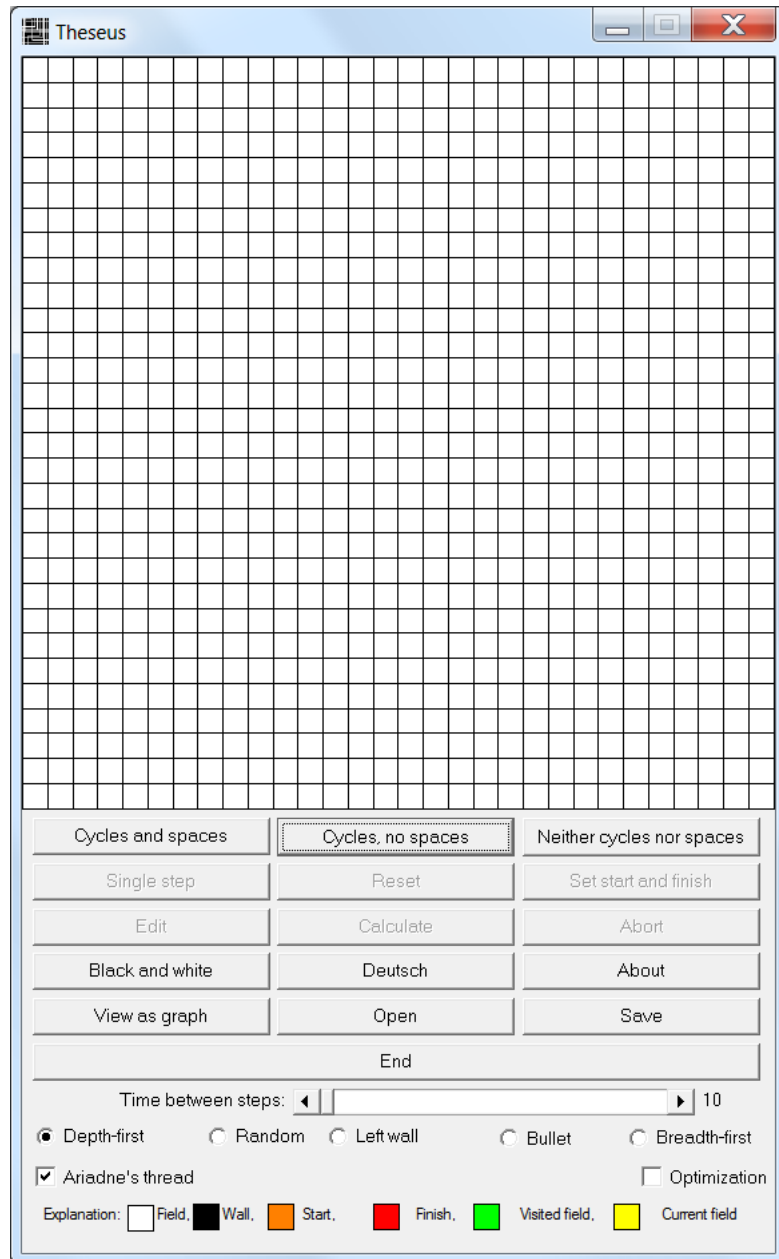 Theseus
Cycles and spaces Cycles, no spaces Neither cycles nor spaces
Single step Reset Set start and finish
Edit Calculate Abort
Black and white Deutsch About
View as graph Open Save
End
Time between steps: 10
Depth-first Random Left wall Bullet Breadth-first
Ariadne's thread Optimization
Explanation: Field, Wall, Start, Finish, Visited field, Current field